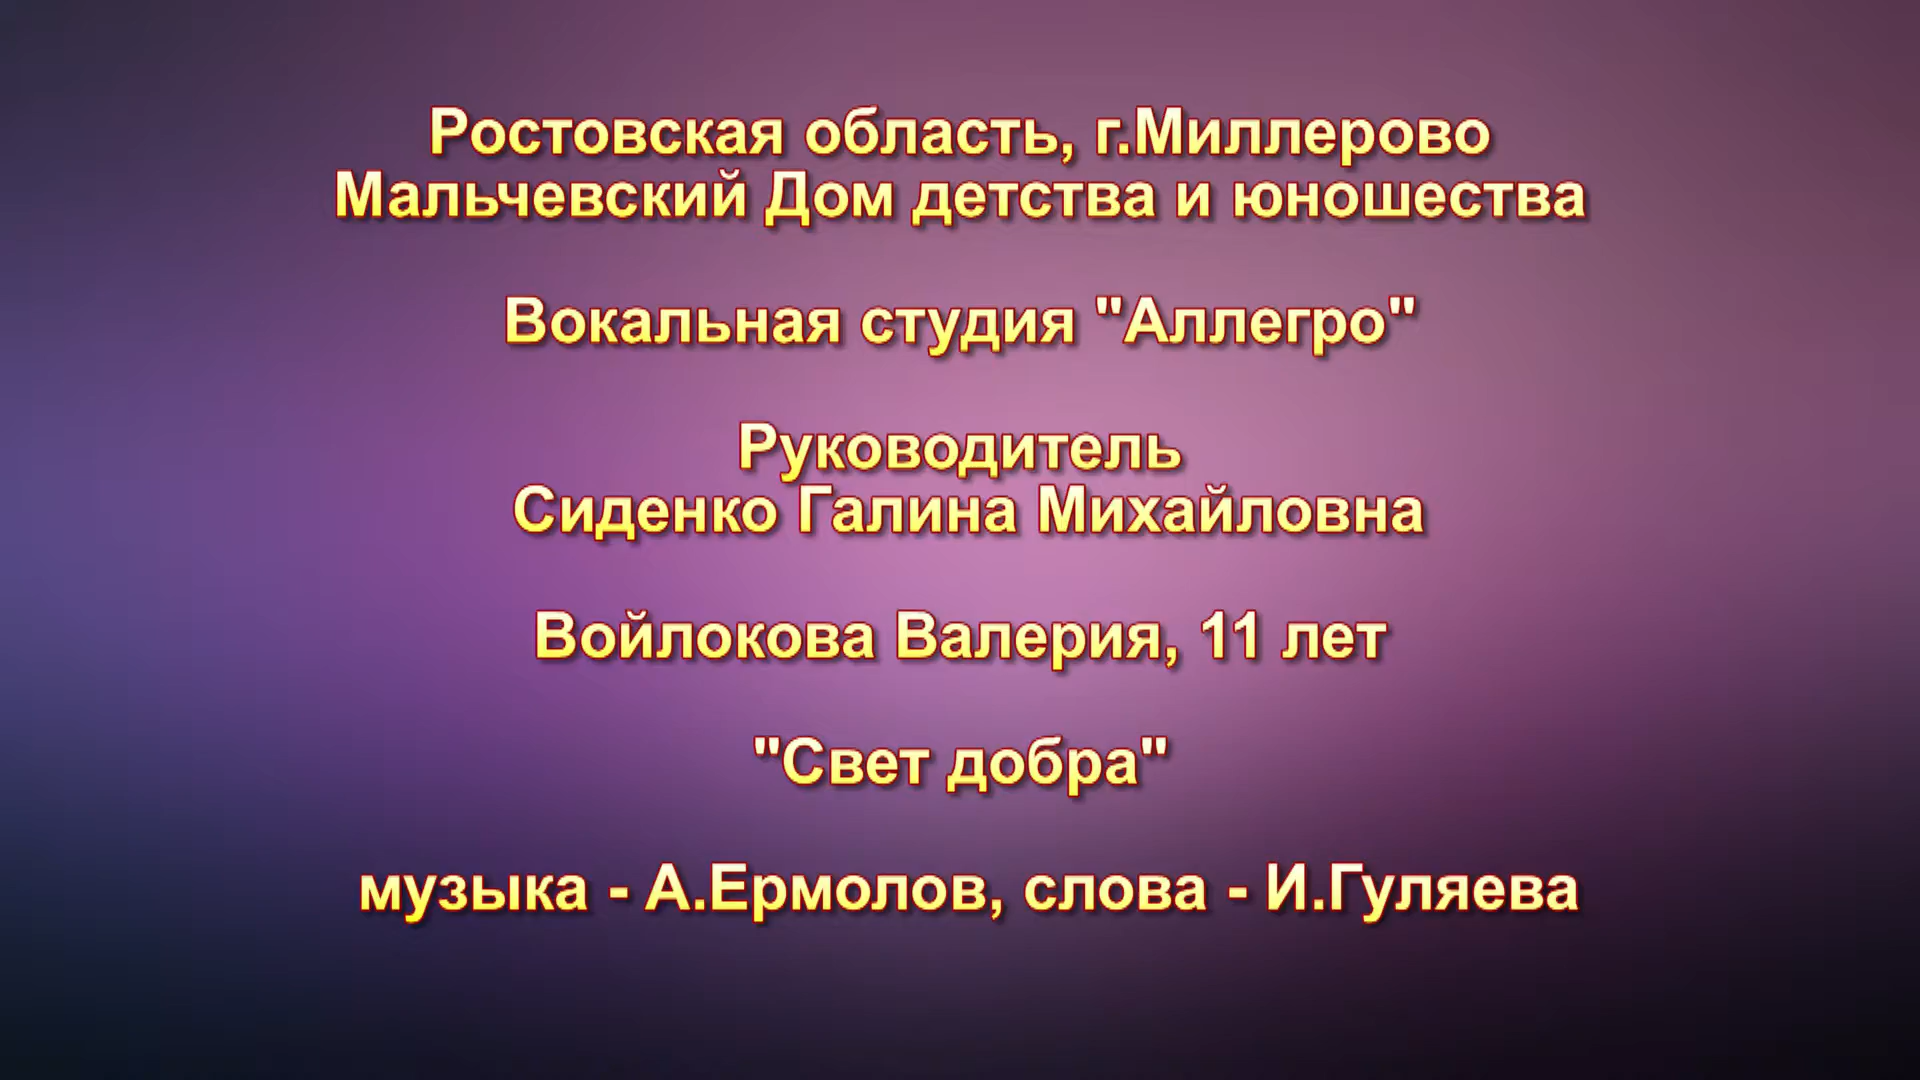 Ростовская область, г.Миллерово
Мальчевский Дом детства и юношества
Вокальная студия "Аллегро"
Руководитель
Сиденко Галина Михайловна
Войлокова Валерия, 11 лет
"Свет добра"
музыка - А.Ермолов, слова - И.Гуляева